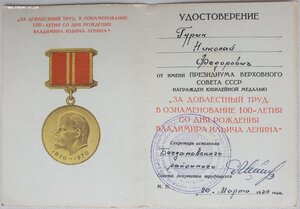 "ЗА ДОБЛЕСТНЫЙ ТРУД.
В ОЗНАМЕНОВАНИЕ
100-ЛЕТИЯ СО ДНЯ РОЖДЕНИЯ
ВЛАДИМИРА ИЛЬИЧА ЛЕНИНА"
1870-1970
УДОСТОВЕРЕНИЕ
Гурин
Николай
Федорович
ОТ ИМЕНИ ПРЕЗИДИУМА ВЕРХОВНОГО
СОВЕТА СССР
НАГРАЖДЕН ЮБИЛЕЙНОЙ МЕДАЛЬЮ
"ЗА ДОБЛЕСТНЫЙ ТРУД.
В ОЗНАМЕНОВАНИЕ 100-ЛЕТИЯ
СО ДНЯ РОЖДЕНИЯ
ВЛАДИМИРА ИЛЬИЧА ЛЕНИНА"
Секретарь исполкома
районного
Совета депутатов трудящихся
М. П.
20 Марта 1970 год